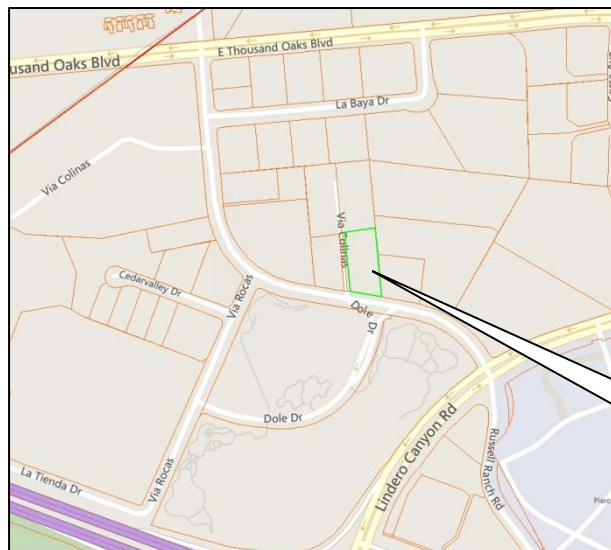 E Thousand Oaks Blvd
usand Oaks Blvd
La Baya Dr
Via Colinas
Via Colinas
Cedarvalley Dr
Via Rocas
Dole Dr
Dole Dr
Lindero Canyon Rd
Russell Ranch Rd
La Tienda Dr
Via Rocas
Pierc